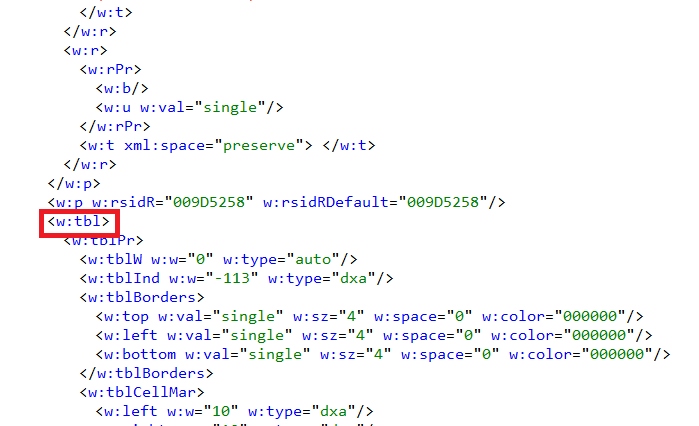 </w:t>
</w:r>
<w:r>
<w:rPr>
<w:b/>
<w:u w:val="single"/>
</w:rPr>
<w:t xml:space="preserve"> </w:t>
</w:r>
</w:p>
<w:p w:rsidR="009D5258" w:rsidRDefault="009D5258"/>
<w:tbl>
<w:tblPr>
<w:tblW w:w="0" w:type="auto"/>
<w:tblInd w:w="-113" w:type="dxa"/>
<w:tblBorders>
<w:top w:val="single" w:sz="4" w:space="0" w:color="000000"/>
<w:left w:val="single" w:sz="4" w:space="0" w:color="000000"/>
<w:bottom w:val="single" w:sz="4" w:space="0" w:color="000000"/>
</w:tblBorders>
<w:tblCellMar>
<w:left w:w="10" w:type="dxa"/>